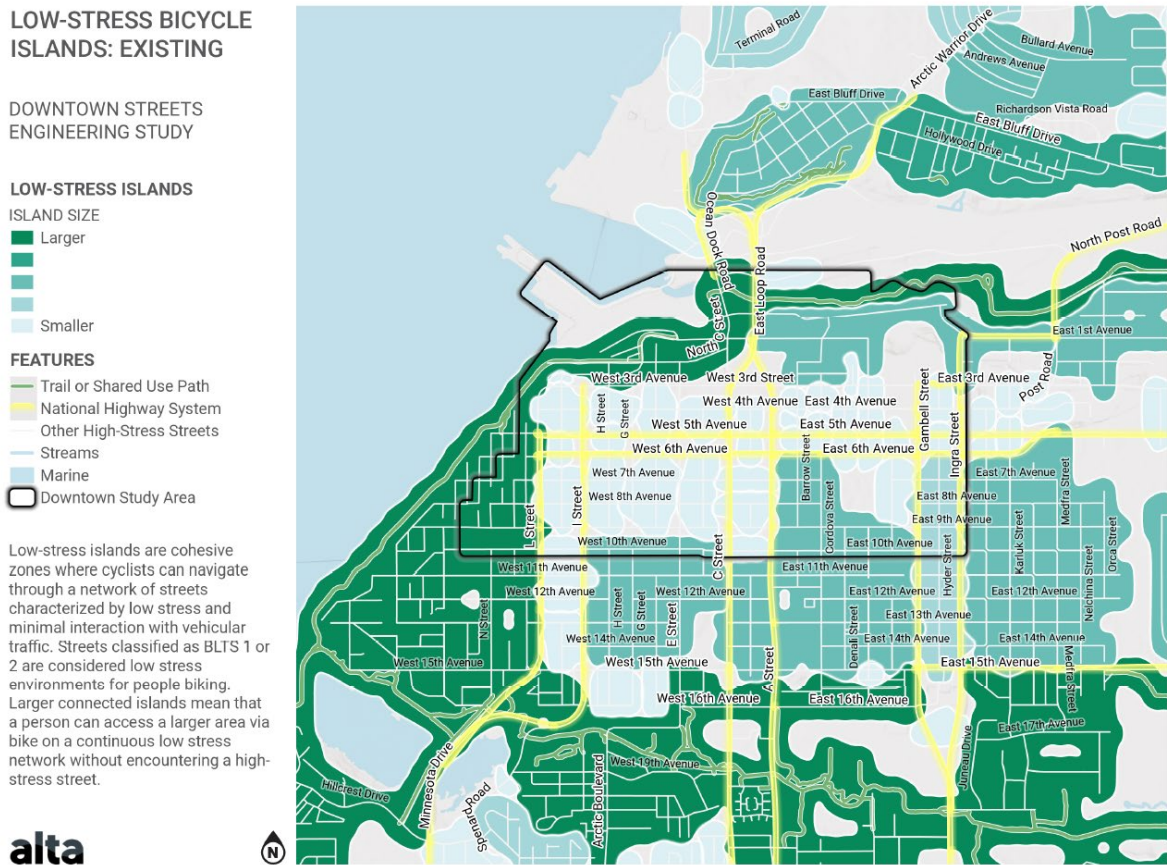 LOW-STRESS BICYCLE
ISLANDS: EXISTING
DOWNTOWN STREETS
ENGINEERING STUDY
LOW-STRESS ISLANDS
ISLAND SIZE
Larger
Smaller
FEATURES
Trail or Shared Use Path
National Highway System
Other High-Stress Streets
Streams
Marine
Downtown Study Area
Low-stress islands are cohesive
zones where cyclists can navigate
through a network of streets
characterized by low stress and
minimal interaction with vehicular
traffic. Streets classified as BLTS 1 or
2 are considered low stress
environments for people biking.
Larger connected islands mean that
a person can access a larger area via
bike on a continuous low stress
network without encountering a high-
stress street.
alta
N
Terminal Road
Arctic Warrior Drive
Bullard Avenue
Andrews Avenue
East Bluff Drive
Richardson Vista Road
East Bluff Drive
Hollywood Drive
Ocean Dock Road
East Loop Road
North Post Road
North C Street
East 1st Avenue
West 3rd Avenue
West 3rd Street
East 3rd Avenue
Post Road
West 4th Avenue
East 4th Avenue
H Street
G Street
Gambell Street
Ingra Street
West 5th Avenue
East 5th Avenue
West 6th Avenue
East 6th Avenue
Barrow Street
West 7th Avenue
East 7th Avenue
Medfra Street
West 8th Avenue
East 8th Avenue
L Street
I Street
Cordova Street
East 9th Avenue
Karluk Street
Orca Street
West 10th Avenue
East 10th Avenue
C Street
Hyder Street
West 11th Avenue
East 11th Avenue
Nelchina Street
West 12th Avenue
West 12th Avenue
East 12th Avenue
East 12th Avenue
N Street
H Street
G Street
E Street
East 13th Avenue
West 14th Avenue
Denali Street
East 14th Avenue
East 14th Avenue
West 15th Avenue
West 15th Avenue
A Street
East 15th Avenue
Medfra Street
West 16th Avenue
East 16th Avenue
East 17th Avenue
Minnesota Drive
West 19th Avenue
Juneau Drive
Hillcrest Drive
Spenard Road
Arctic Boulevard